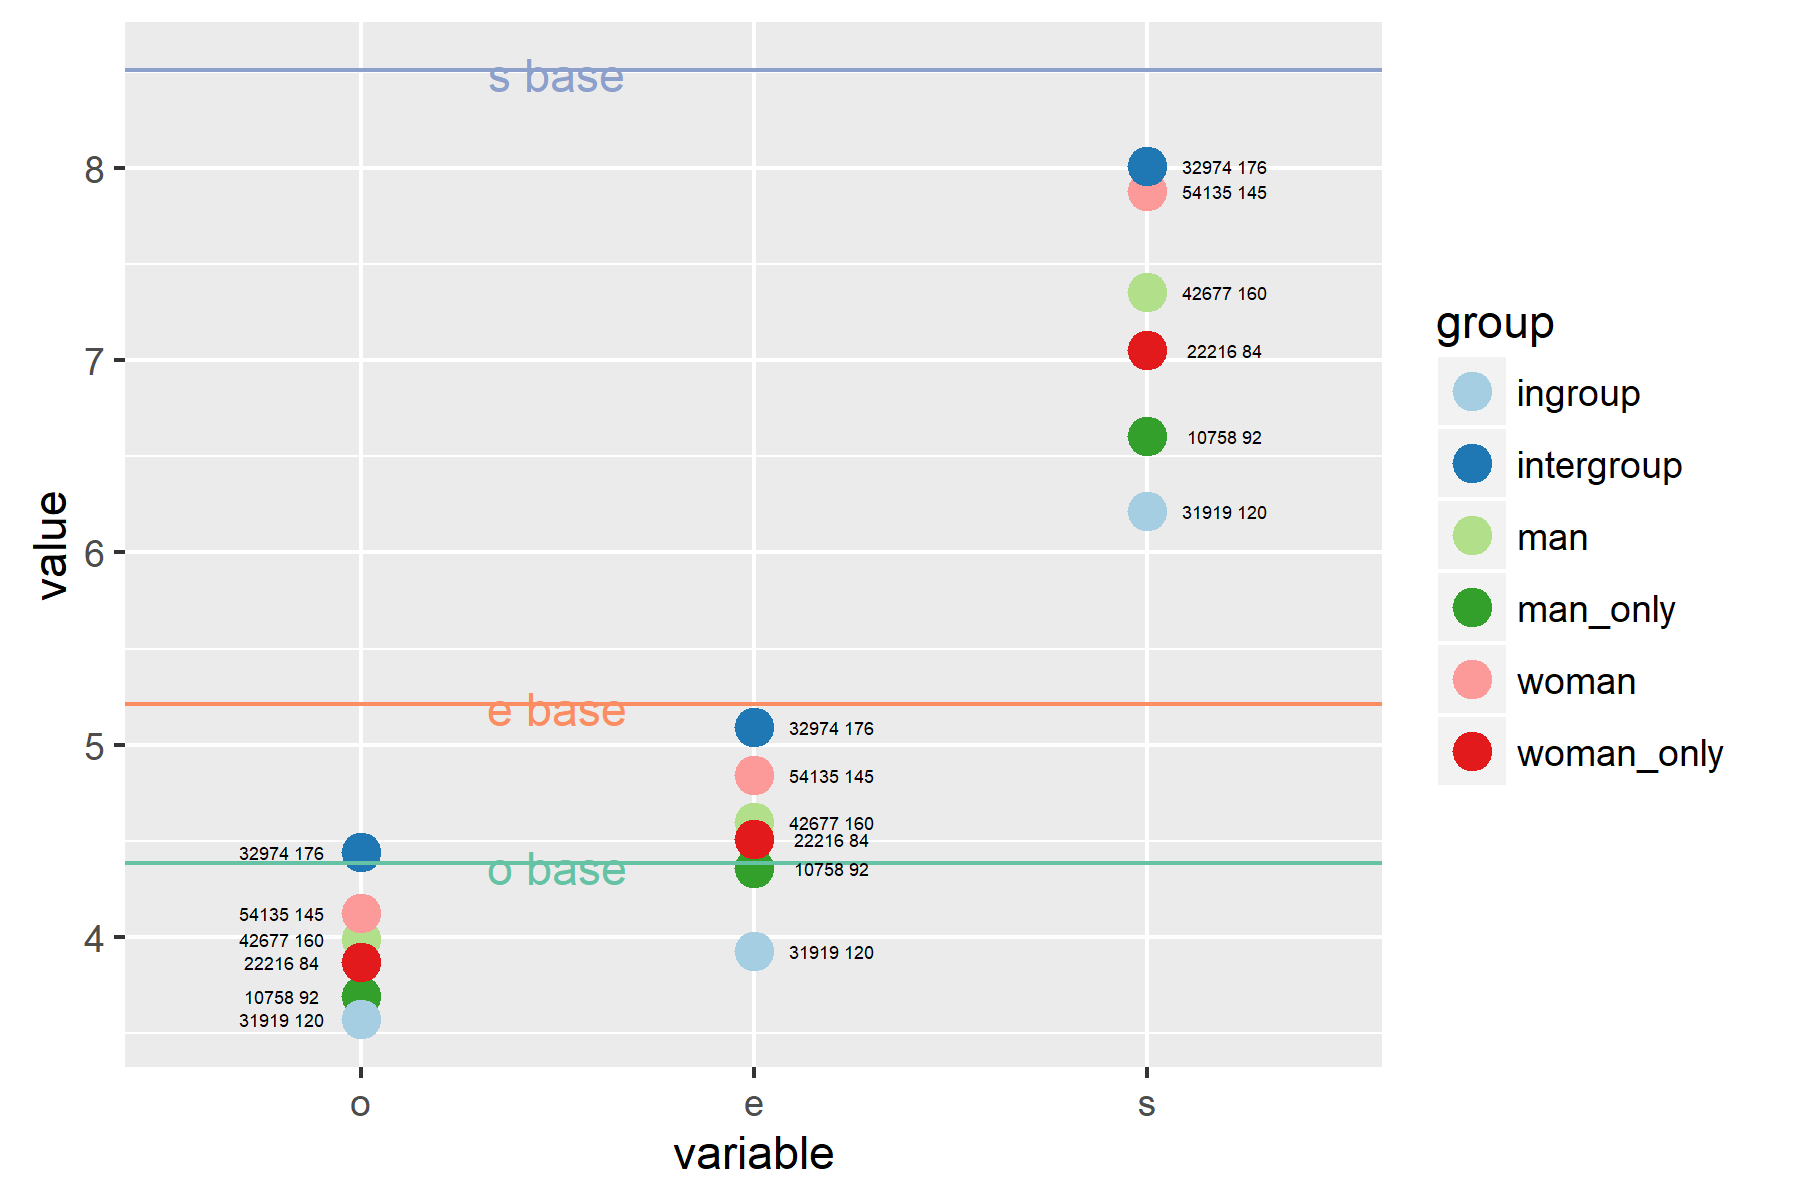 s base
8
32974 176
54135 145
42677 160
7
22216 84
10758 92
31919 120
6
value
e base
5
32974 176
54135 145
42677 160
22216 84
10758 92
31919 120
o base
32974 176
54135 145
42677 160
4
22216 84
10758 92
31919 120
o e s
variable
group
ingroup
intergroup
man
man_only
woman
woman_only